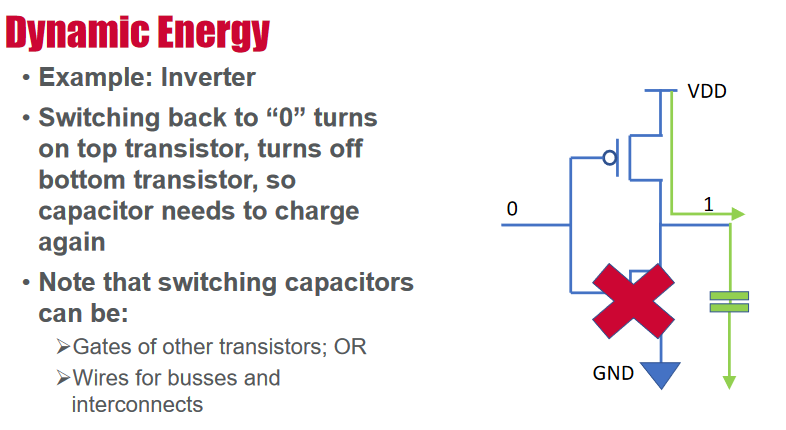 Dynamic Energy
• Example: Inverter
• Switching back to “0” turns
on top transistor, turns off
bottom transistor, so
capacitor needs to charge
again
• Note that switching capacitors
can be:
➢Gates of other transistors; OR
➢Wires for busses and
interconnects
VDD
0
1
GND